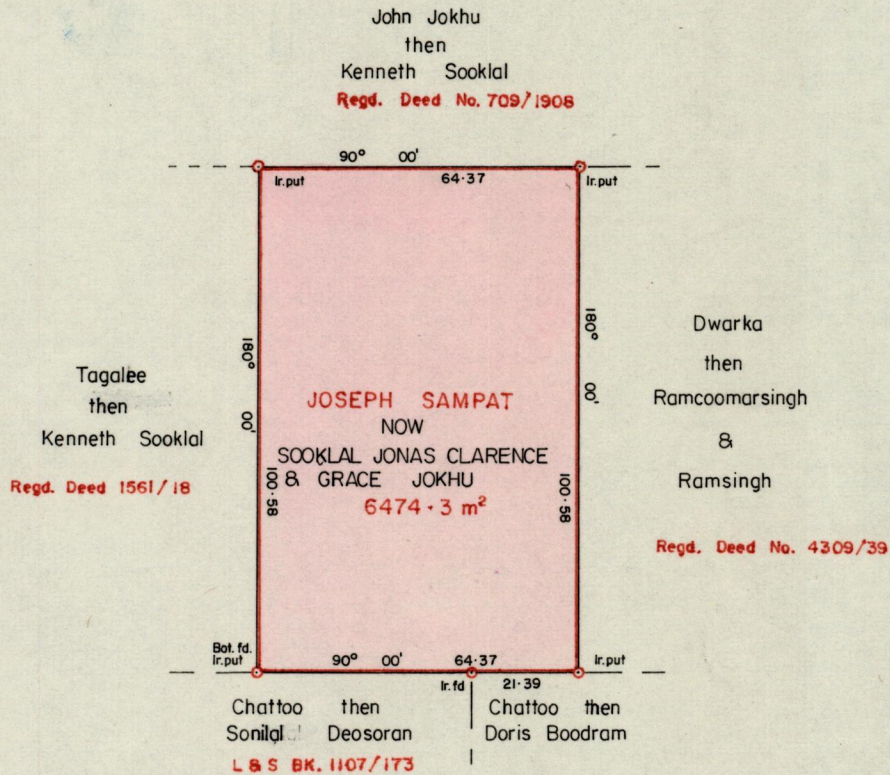 John Jokhu
then
Kenneth Sooklal
Regd. Deed No. 709/1908
90° 00'
64·37
Ir.put
Ir.put
180° 00'
100·58
180° 00'
100·58
Tagalee
then
Kenneth Sooklal
Regd. Deed 1561/18
JOSEPH SAMPAT
NOW
SOOKLAL JONAS CLARENCE
& GRACE JOKHU
6474·3 m²
Dwarka
then
Ramcoomarsingh
&
Ramsingh
Regd. Deed No. 4309/39
Bot. fd.
Ir.put
90° 00' 64·37
Ir.put
Ir.fd
21·39
Chattoo then
Sonilal Deosoran
L & S BK. 1107/173
Chattoo then
Doris Boodram